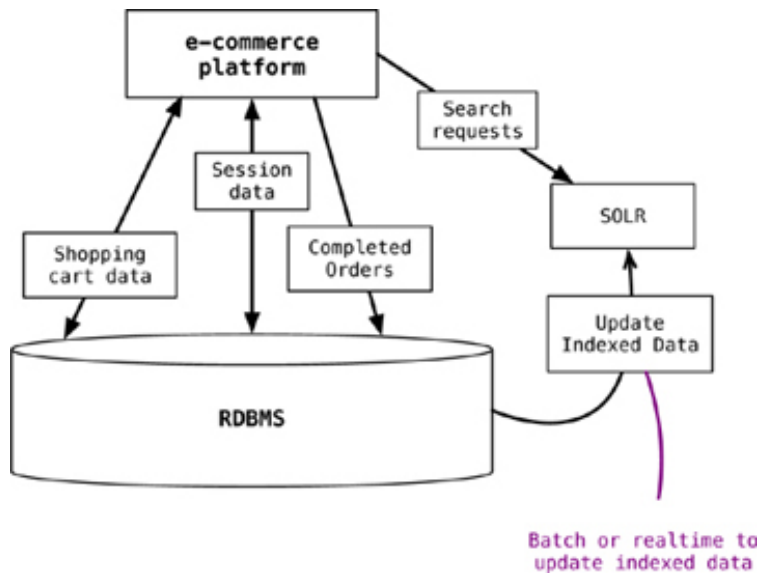 e-commerce
platform
Search
requests
Session
data
SOLR
Shopping
cart data
Completed
Orders
Update
Indexed Data
RDBMS
Batch or realtime to
update indexed data